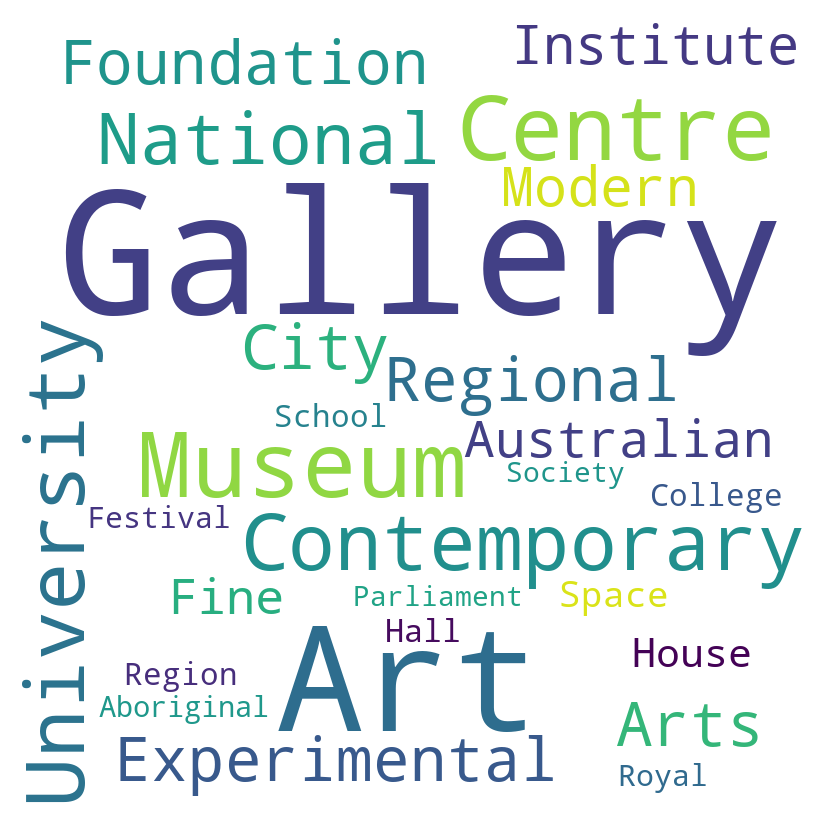 Foundation
Institute
National
Centre
Modern
Gallery
University
City
Regional
School
Australian
Museum
Society
College
Festival
Contemporary
Fine
Parliament
Space
Hall
Art
House
Region
Aboriginal
Arts
Experimental
Royal